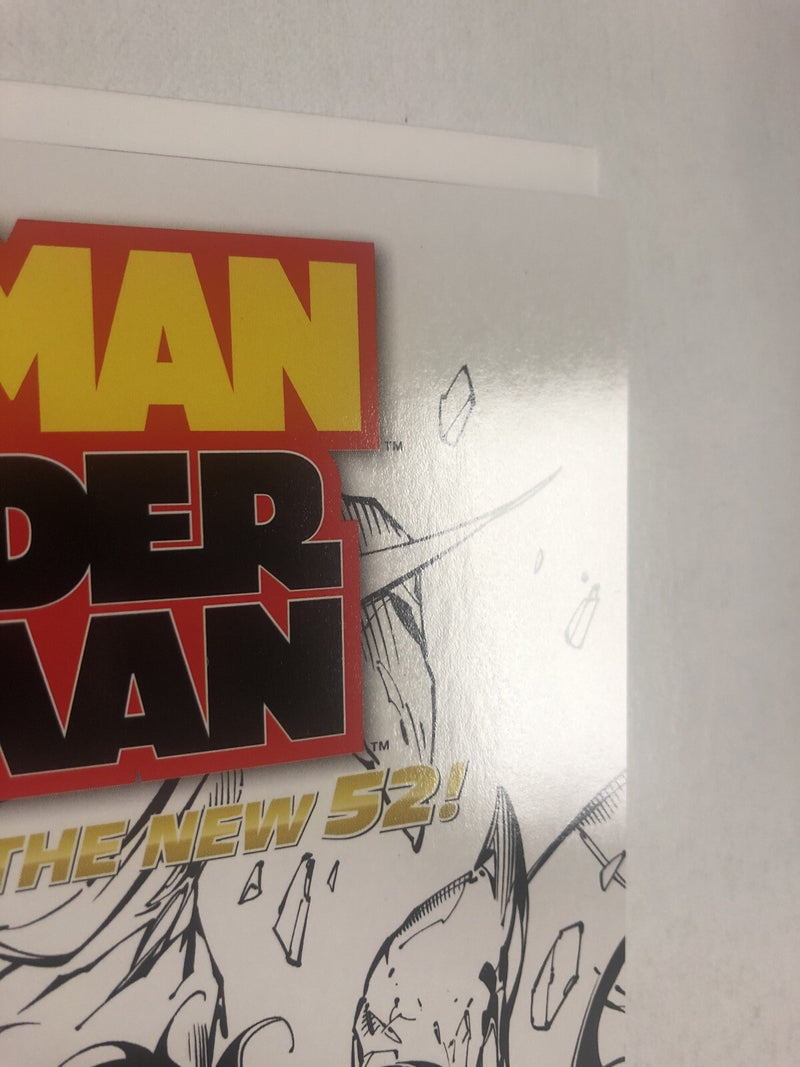 MAN
™
DER
MAN
™
THE NEW 52!